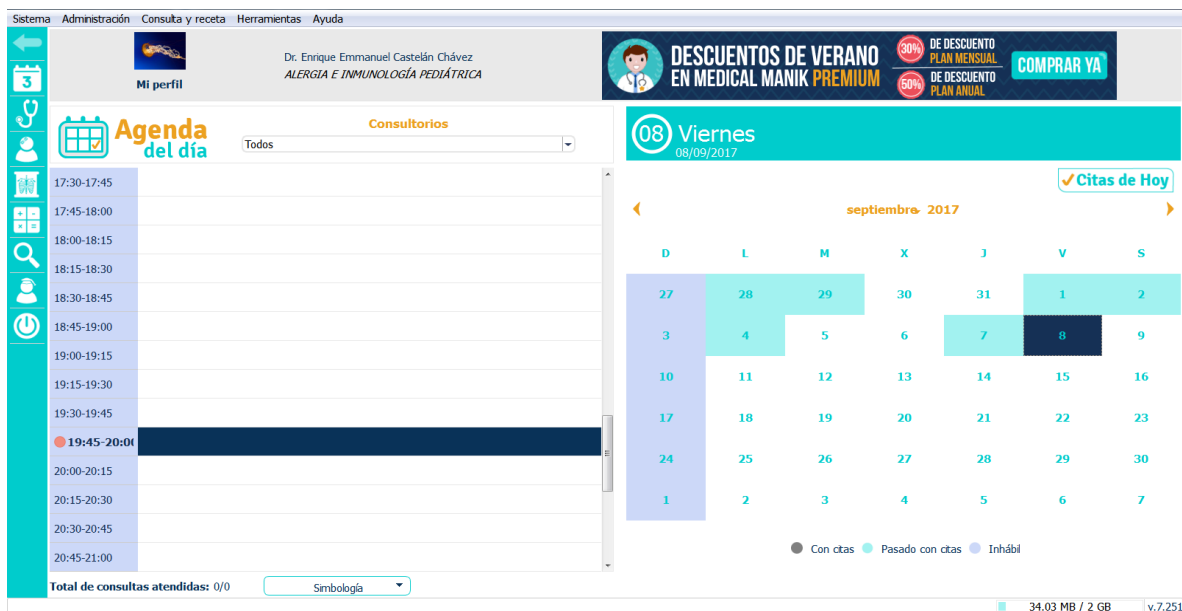 Sistema Administración Consulta y receta Herramientas Ayuda
3
Mi perfil
Dr. Enrique Emmanuel Castelán Chávez
ALERGIA E INMUNOLOGÍA PEDIÁTRICA
DESCUENTOS DE VERANO
EN MEDICAL MANIK PREMIUM
30% DE DESCUENTO
PLAN MENSUAL
50% DE DESCUENTO
PLAN ANUAL
COMPRAR YA
Agenda
del día
Consultorios
Todos
08 Viernes
08/09/2017
Citas de Hoy
17:30-17:45
17:45-18:00
18:00-18:15
18:15-18:30
18:30-18:45
18:45-19:00
19:00-19:15
19:15-19:30
19:30-19:45
19:45-20:00
20:00-20:15
20:15-20:30
20:30-20:45
20:45-21:00
septiembre 2017
D L M X J V S
27 28 29 30 31 1 2
3 4 5 6 7 8 9
10 11 12 13 14 15 16
17 18 19 20 21 22 23
24 25 26 27 28 29 30
1 2 3 4 5 6 7
Con citas Pasado con citas Inhábil
Total de consultas atendidas: 0/0
Simbología
34.03 MB / 2 GB
v.7.251